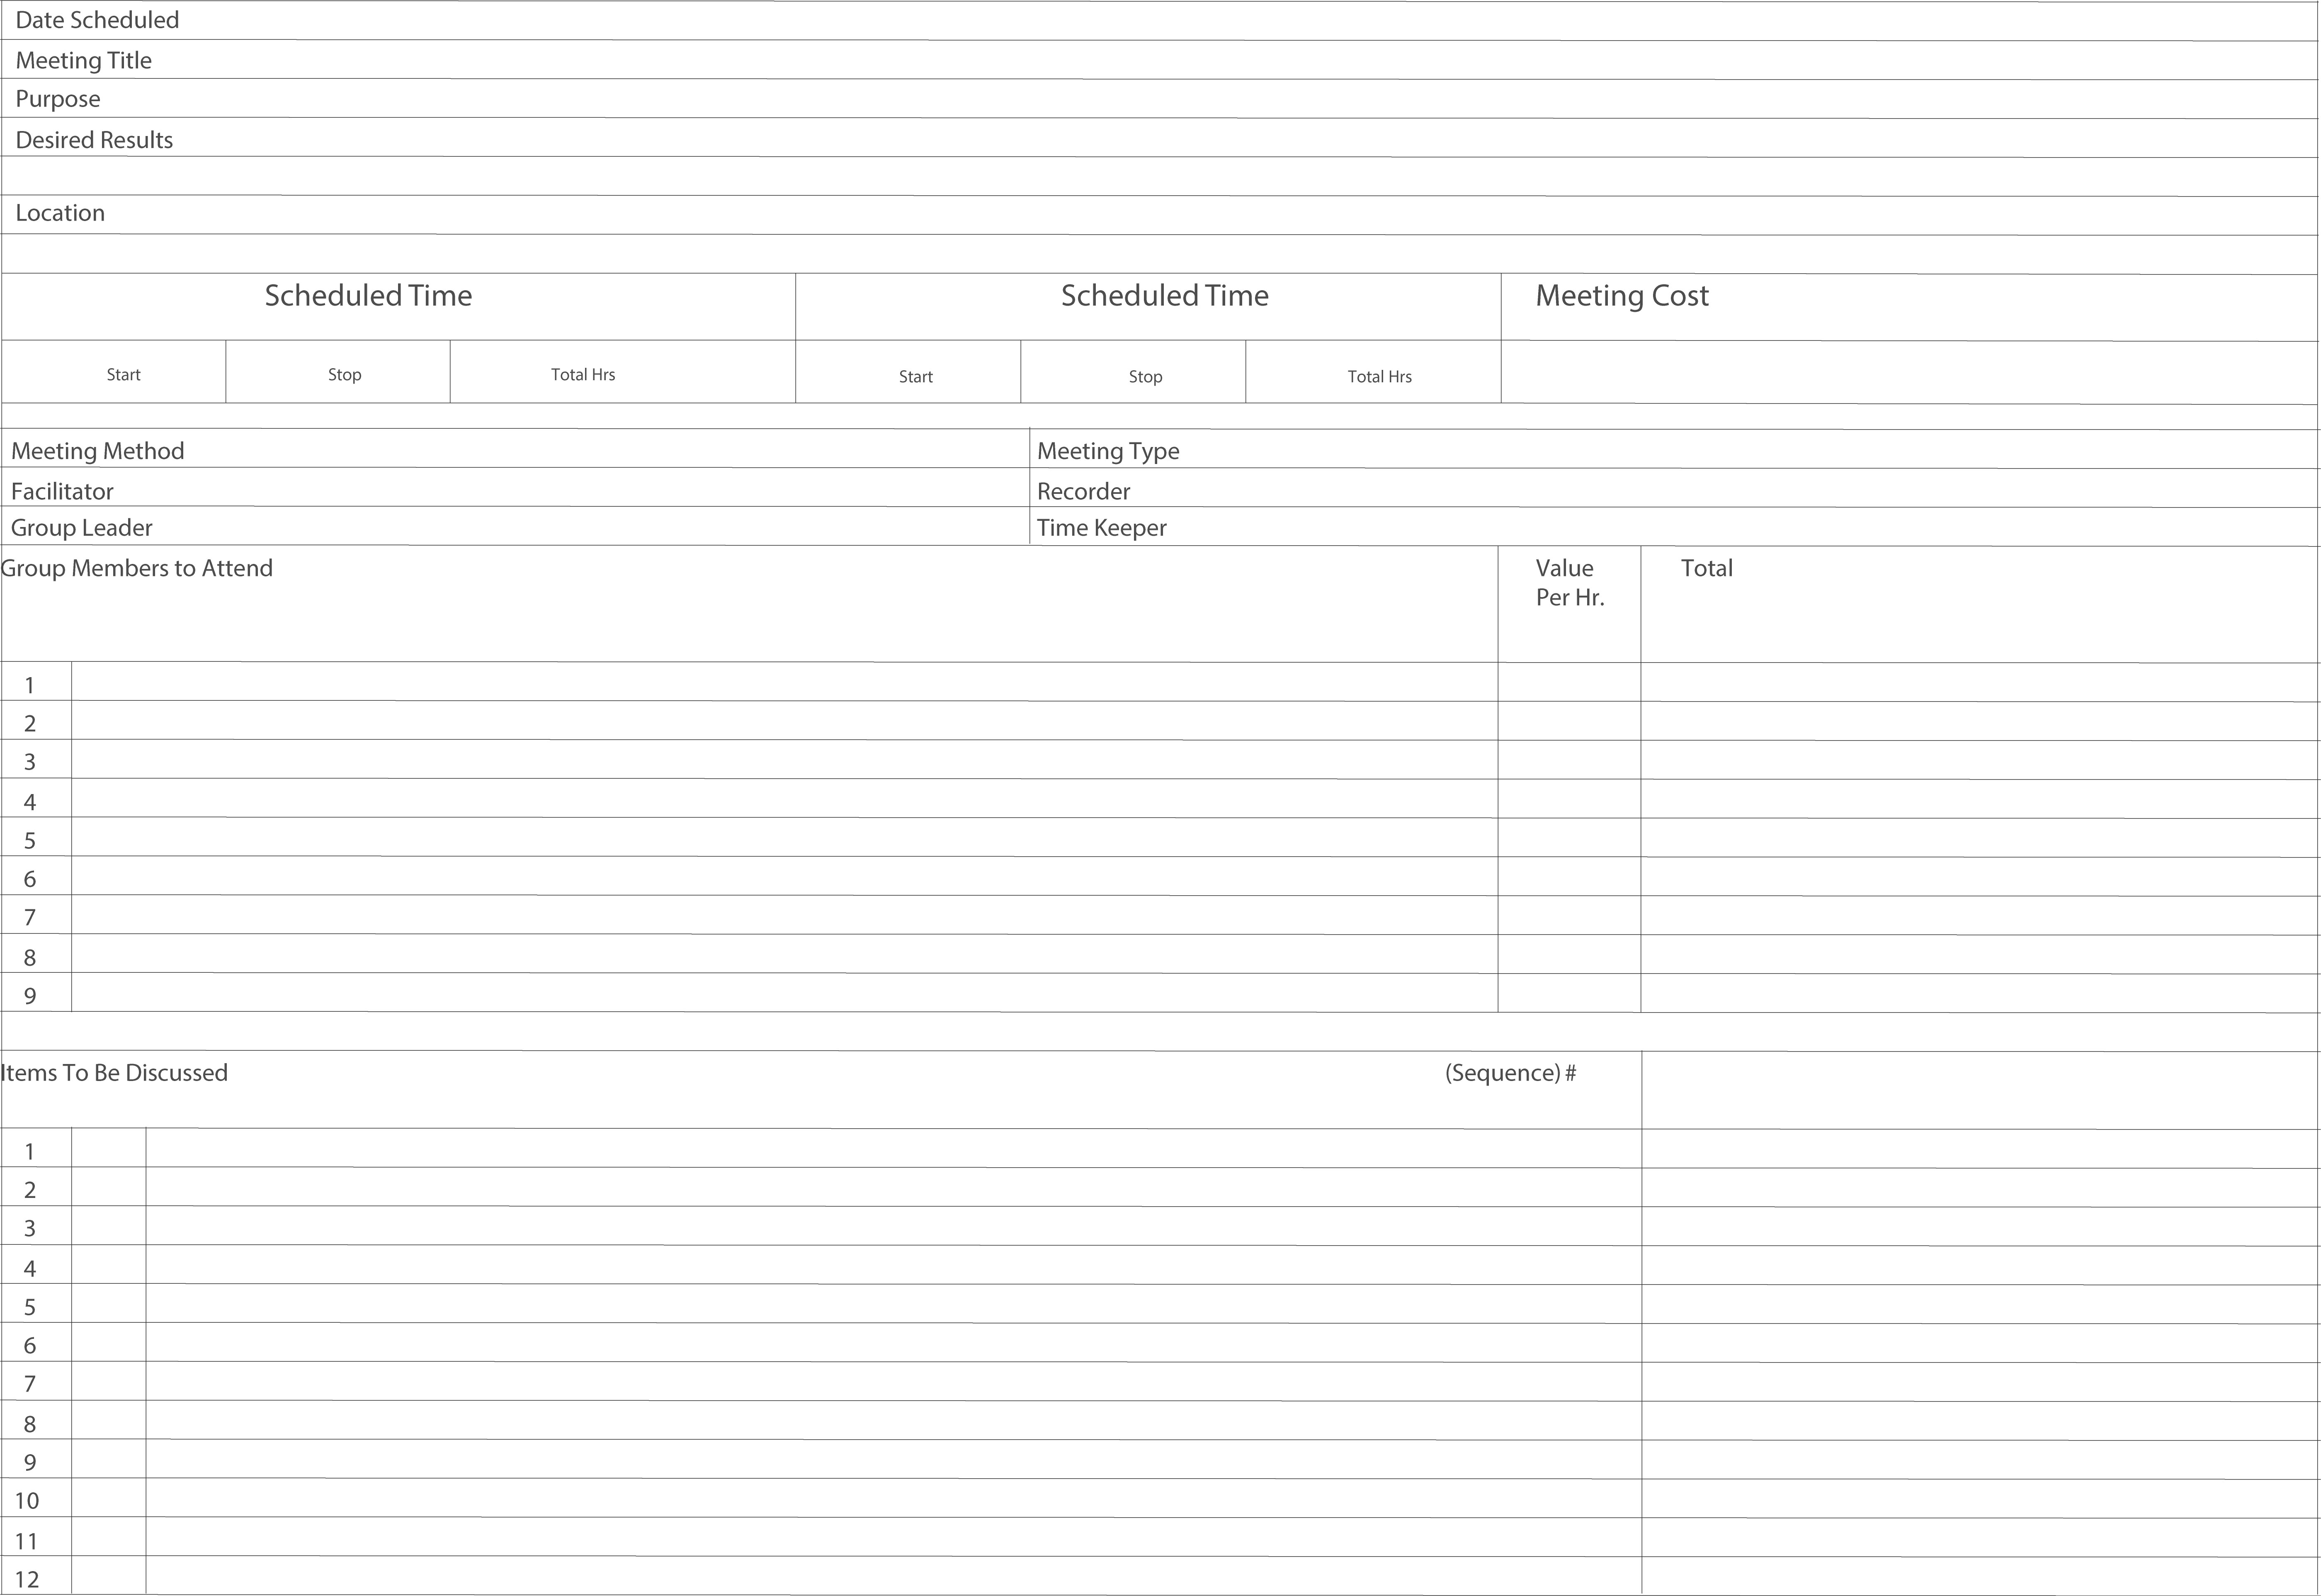 Date Scheduled
Meeting Title
Purpose
Desired Results
Location
Scheduled Time Scheduled Time Meeting Cost
Start Stop Total Hrs Start Stop Total Hrs
Meeting Method Meeting Type
Facilitator Recorder
Group Leader Time Keeper
Group Members to Attend Value Total
Per Hr.
1
2
3
4
5
6
7
8
9
Items To Be Discussed (Sequence) #
1
2
3
4
5
6
7
8
9
10
11
12